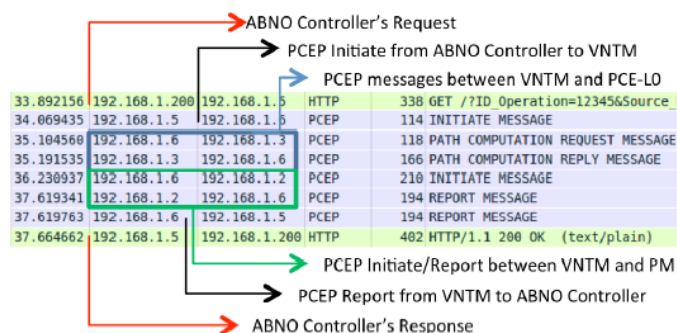 ABNO Controller's Request
PCEP Initiate from ABNO Controller to VNTM
PCEP messages between VNTM and PCE-L0
33.892156 192.168.1.200 192.168.1.5 HTTP 338 GET /?ID_Operation=12345&Source_
34.069435 192.168.1.5 192.168.1.6 PCEP 114 INITIATE MESSAGE
35.104560 192.168.1.6 192.168.1.3 PCEP 118 PATH COMPUTATION REQUEST MESSAGE
35.191535 192.168.1.3 192.168.1.6 PCEP 166 PATH COMPUTATION REPLY MESSAGE
36.230937 192.168.1.6 192.168.1.2 PCEP 210 INITIATE MESSAGE
37.619341 192.168.1.2 192.168.1.6 PCEP 194 REPORT MESSAGE
37.619763 192.168.1.6 192.168.1.5 PCEP 194 REPORT MESSAGE
37.664662 192.168.1.5 192.168.1.200 HTTP 402 HTTP/1.1 200 OK (text/plain)
PCEP Initiate/Report between VNTM and PM
PCEP Report from VNTM to ABNO Controller
ABNO Controller's Response